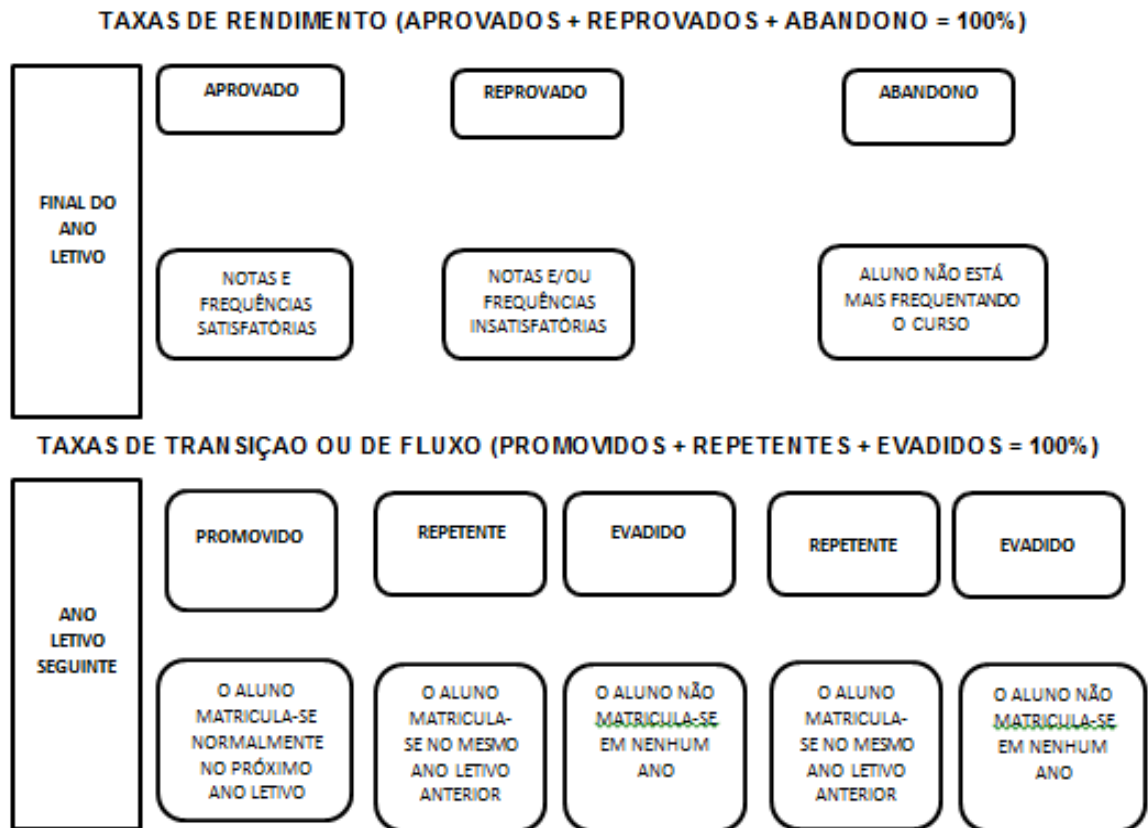 TAXAS DE RENDIMENTO (APROVADOS + REPROVADOS + ABANDONO = 100%)
FINAL DO
ANO
LETIVO
APROVADO
REPROVADO
ABANDONO
NOTAS E
FREQUÊNCIAS
SATISFATÓRIAS
NOTAS E/OU
FREQUÊNCIAS
INSATISFATÓRIAS
ALUNO NÃO ESTÁ
MAIS FREQUENTANDO
O CURSO
TAXAS DE TRANSIÇAO OU DE FLUXO (PROMOVIDOS + REPETENTES + EVADIDOS = 100%)
ANO
LETIVO
SEGUINTE
PROMOVIDO
REPETENTE
EVADIDO
REPETENTE
EVADIDO
O ALUNO
MATRICULA-SE
NORMALMENTE
NO PRÓXIMO
ANO LETIVO
O ALUNO
MATRICULA-
SE NO MESMO
ANO LETIVO
ANTERIOR
O ALUNO NÃO
MATRICULA-SE
EM NENHUM
ANO
O ALUNO
MATRICULA-
SE NO MESMO
ANO LETIVO
ANTERIOR
O ALUNO NÃO
MATRICULA-SE
EM NENHUM
ANO